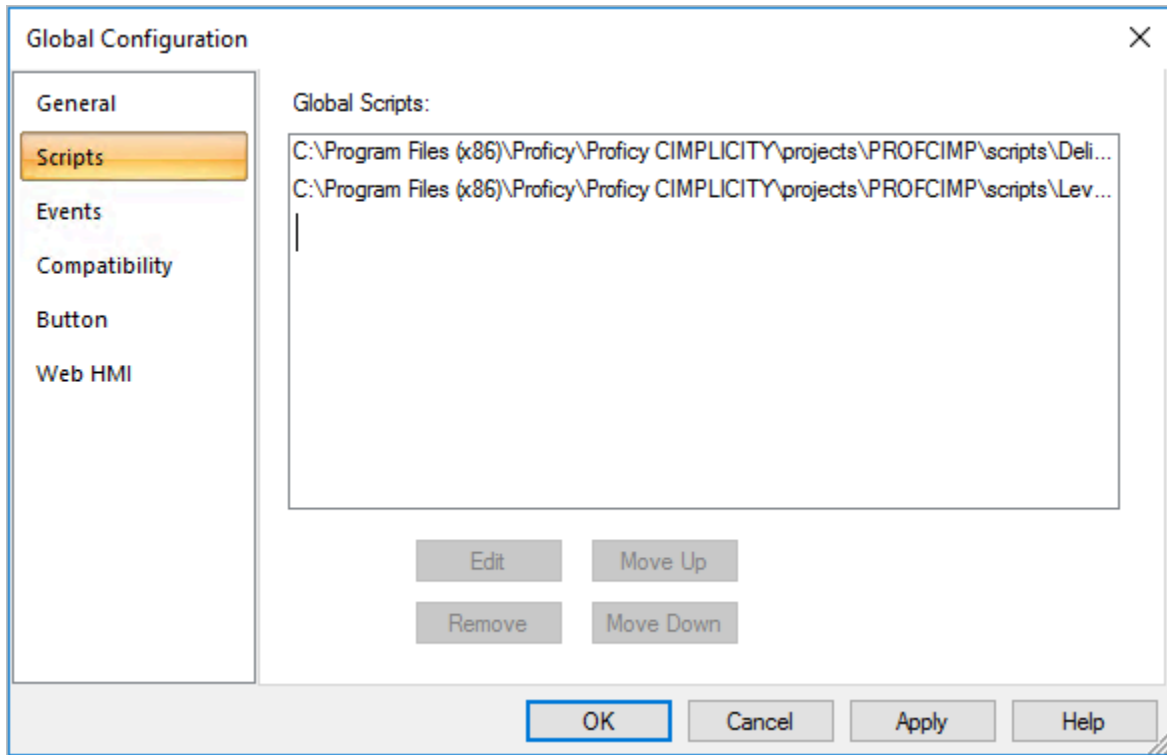 Global Configuration
General
Scripts
Events
Compatibility
Button
Web HMI
Global Scripts:
C:\Program Files (x86)\Proficy\Proficy CIMPLICITY\projects\PROFCIMP\scripts\Deli...
C:\Program Files (x86)\Proficy\Proficy CIMPLICITY\projects\PROFCIMP\scripts\Lev...
Edit Move Up
Remove Move Down
OK Cancel Apply Help